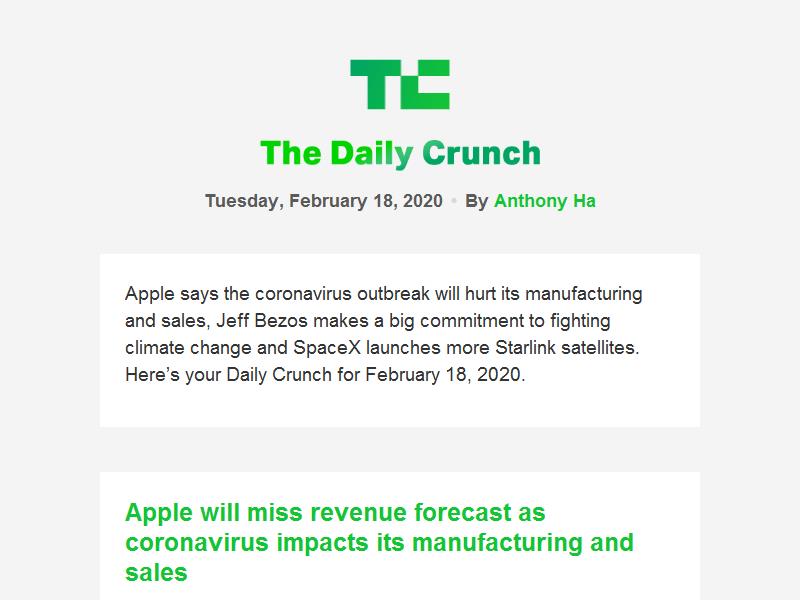 TC
The Daily Crunch
Tuesday, February 18, 2020 • By Anthony Ha
Apple says the coronavirus outbreak will hurt its manufacturing
and sales, Jeff Bezos makes a big commitment to fighting
climate change and SpaceX launches more Starlink satellites.
Here’s your Daily Crunch for February 18, 2020.
Apple will miss revenue forecast as
coronavirus impacts its manufacturing and
sales